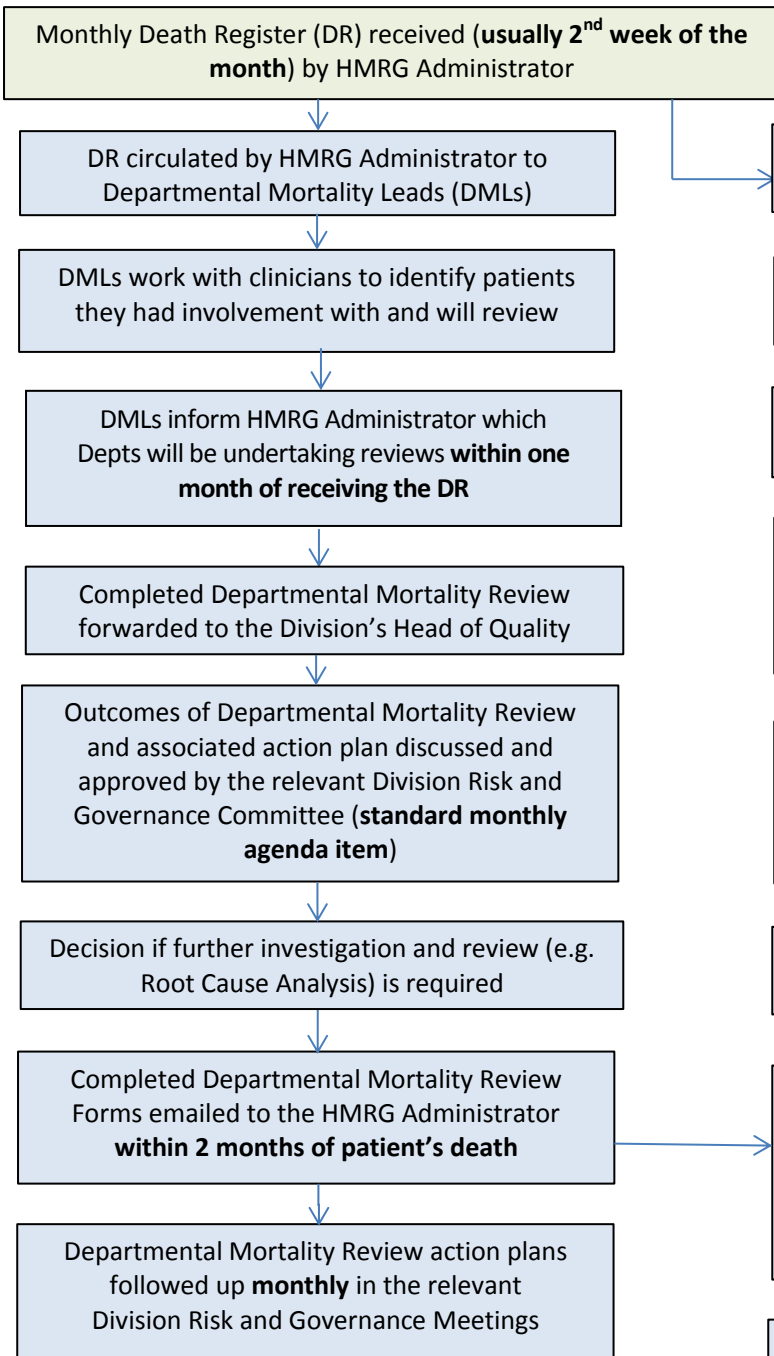 Monthly Death Register (DR) received (usually 2nd week of the
month) by HMRG Administrator
DR circulated by HMRG Administrator to
Departmental Mortality Leads (DMLs)
DMLs work with clinicians to identify patients
they had involvement with and will review
DMLs inform HMRG Administrator which
Depts will be undertaking reviews within one
month of receiving the DR
Completed Departmental Mortality Review
forwarded to the Division’s Head of Quality
Outcomes of Departmental Mortality Review
and associated action plan discussed and
approved by the relevant Division Risk and
Governance Committee (standard monthly
agenda item)
Decision if further investigation and review (e.g.
Root Cause Analysis) is required
Completed Departmental Mortality Review
Forms emailed to the HMRG Administrator
within 2 months of patient’s death
Departmental Mortality Review action plans
followed up monthly in the relevant
Division Risk and Governance Meetings